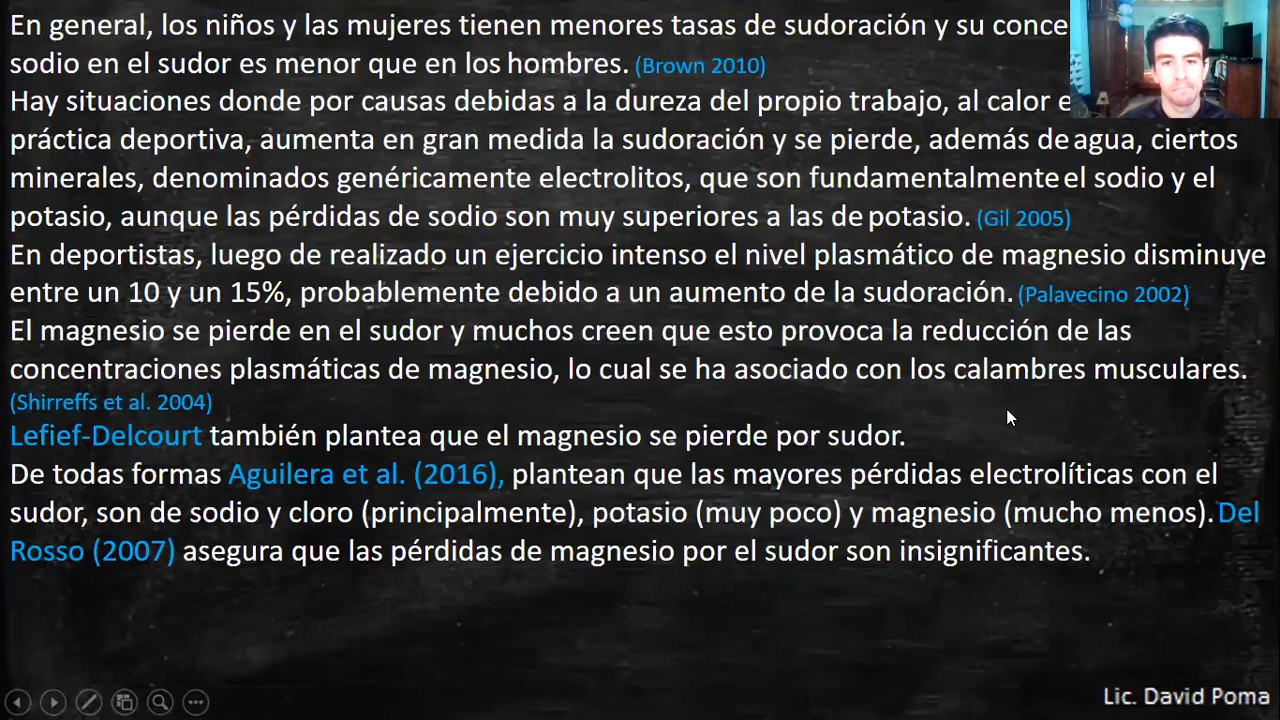 En general, los niños y las mujeres tienen menores tasas de sudoración y su
sodio en el sudor es menor que en los hombres. (Brown 2010)
Hay situaciones donde por causas debidas a la dureza del propio trabajo, al calor
práctica deportiva, aumenta en gran medida la sudoración y se pierde, además de agua, ciertos
minerales, denominados genéricamente electrolitos, que son fundamentalmente el sodio y el
potasio, aunque las pérdidas de sodio son muy superiores a las de potasio. (Gil 2005)
En deportistas, luego de realizado un ejercicio intenso el nivel plasmático de magnesio disminuye
entre un 10 y un 15%, probablemente debido a un aumento de la sudoración. (Palavecino 2002)
El magnesio se pierde en el sudor y muchos creen que esto provoca la reducción de las
concentraciones plasmáticas de magnesio, lo cual se ha asociado con los calambres musculares.
(Shirreffs et al. 2004)
Lefief-Delcourt también plantea que el magnesio se pierde por sudor.
De todas formas Aguilera et al. (2016), plantean que las mayores pérdidas electrolíticas con el
sudor, son de sodio y cloro (principalmente), potasio (muy poco) y magnesio (mucho menos). Del
Rosso (2007) asegura que las pérdidas de magnesio por el sudor son insignificantes.
Lic. David Poma